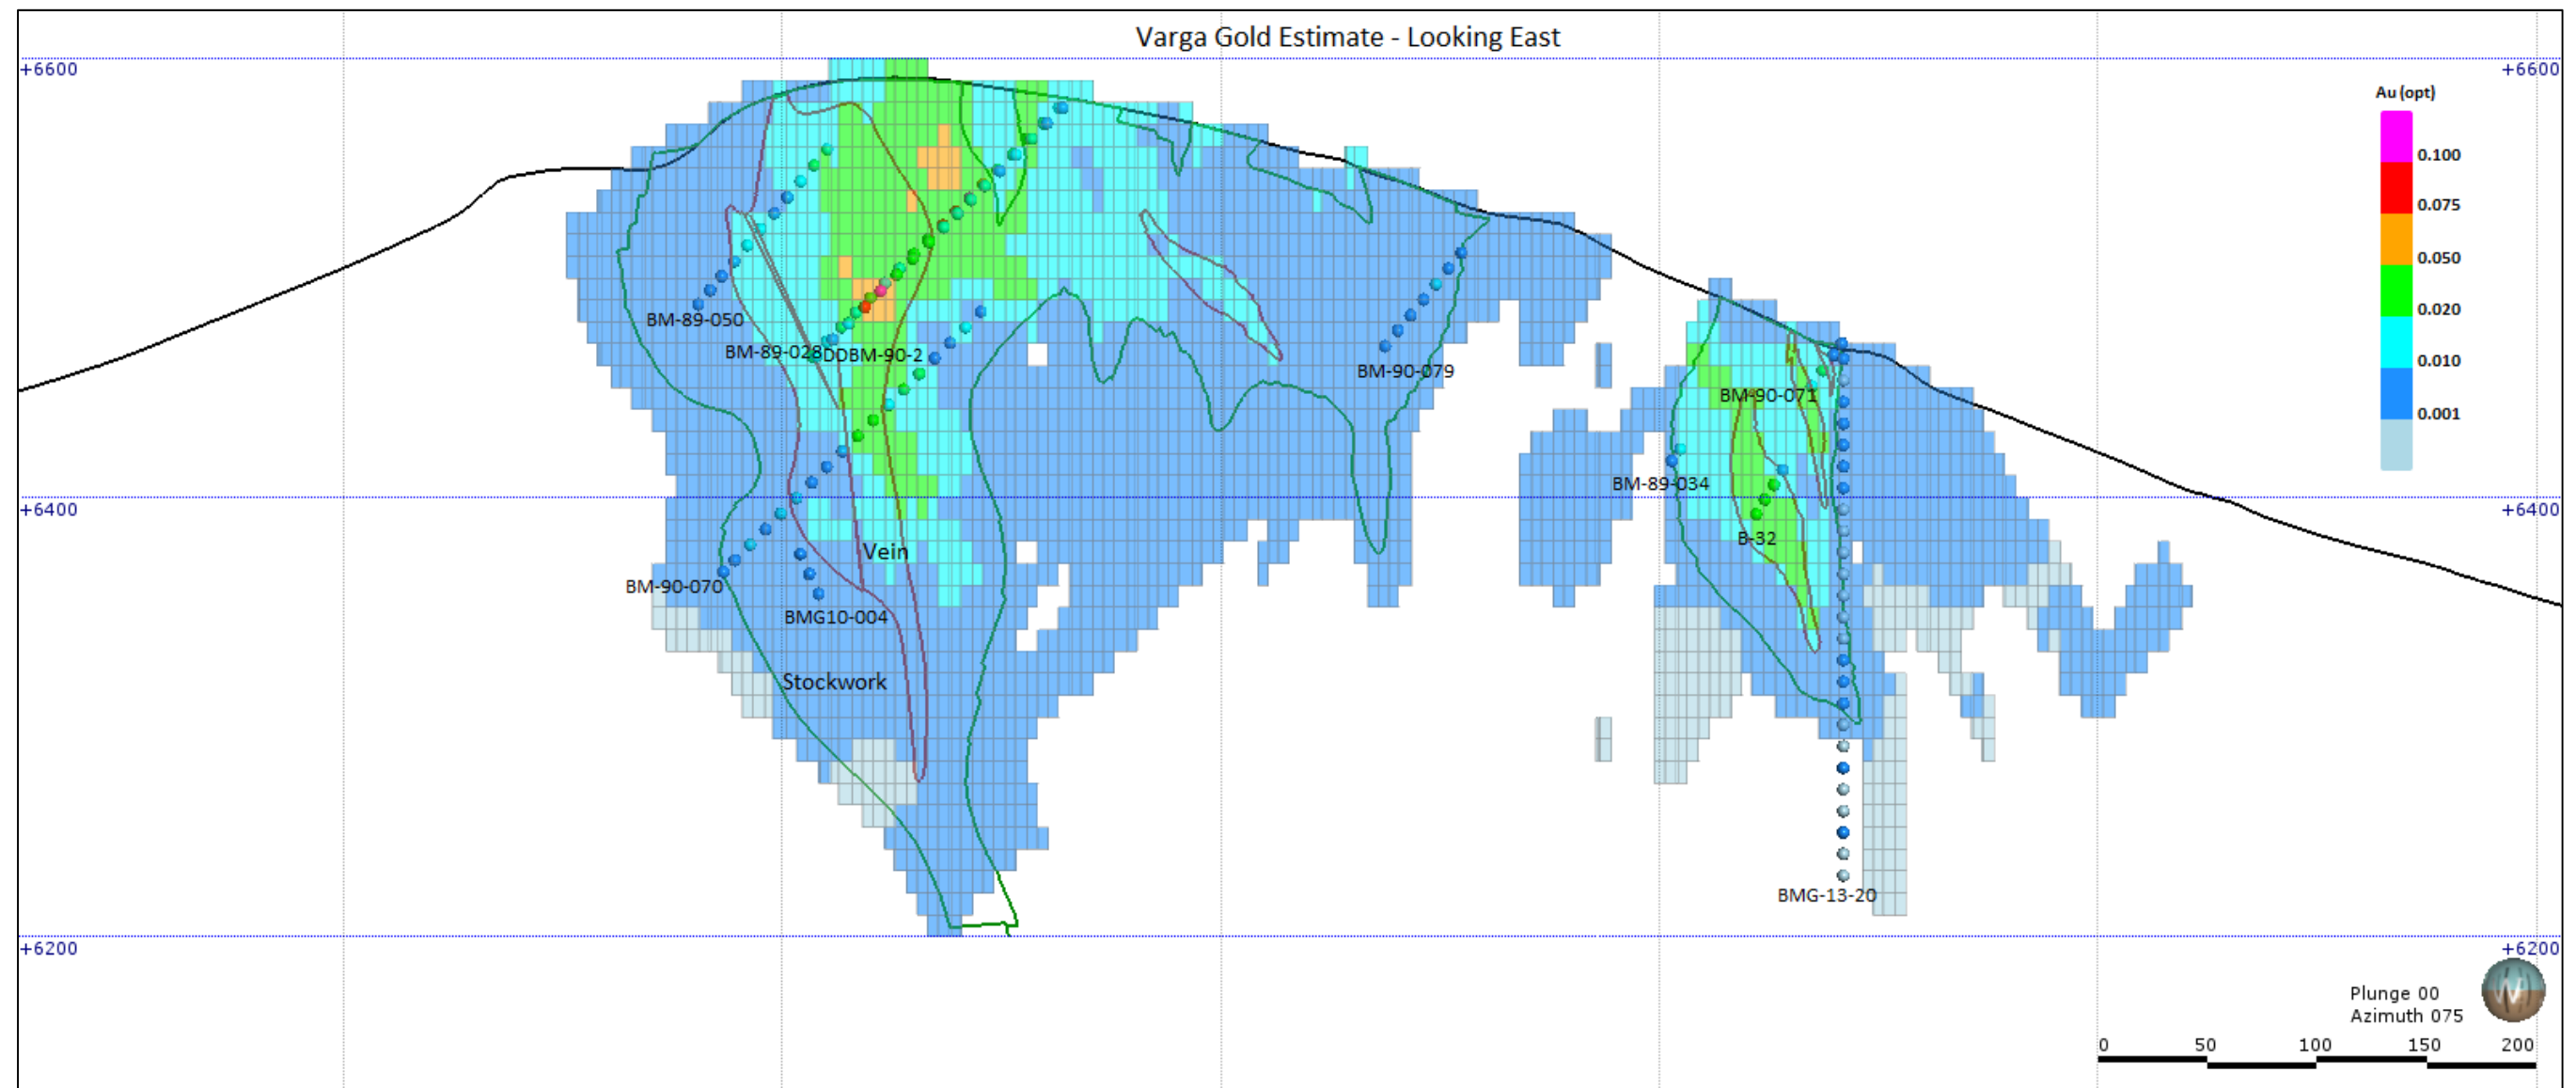 Varga Gold Estimate - Looking East
+6600
+6600
Au (opt)
0.100
0.075
0.050
0.020
0.010
0.001
BM-89-050
BM-89-028
DDBM-90-2
BM-90-079
BM-90-071
BM-89-034
+6400
+6400
B-32
Vein
BM-90-070
BMG10-004
Stockwork
BMG-13-20
+6200
+6200
Plunge 00
Azimuth 075
0 50 100 150 200